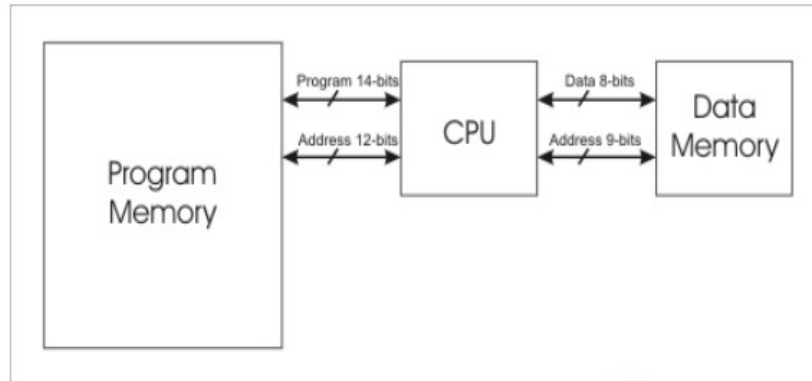 Program 14-bits
Data 8-bits
Address 12-bits
Address 9-bits
Program
Memory
CPU
Data
Memory